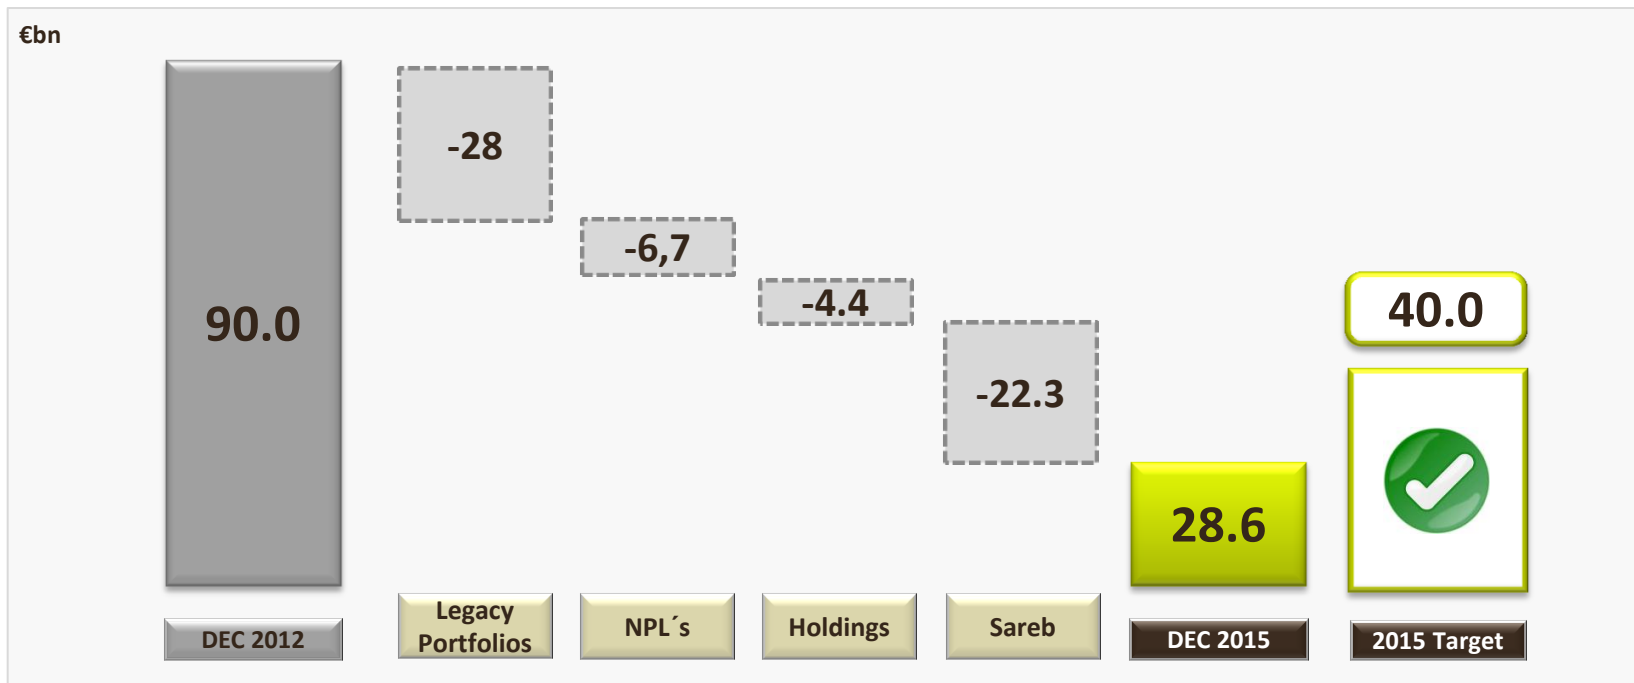 €bn
90.0
-28
-6,7
-4.4
-22.3
28.6
40.0
DEC 2012
Legacy
Portfolios
NPL´s
Holdings
Sareb
DEC 2015
2015 Target